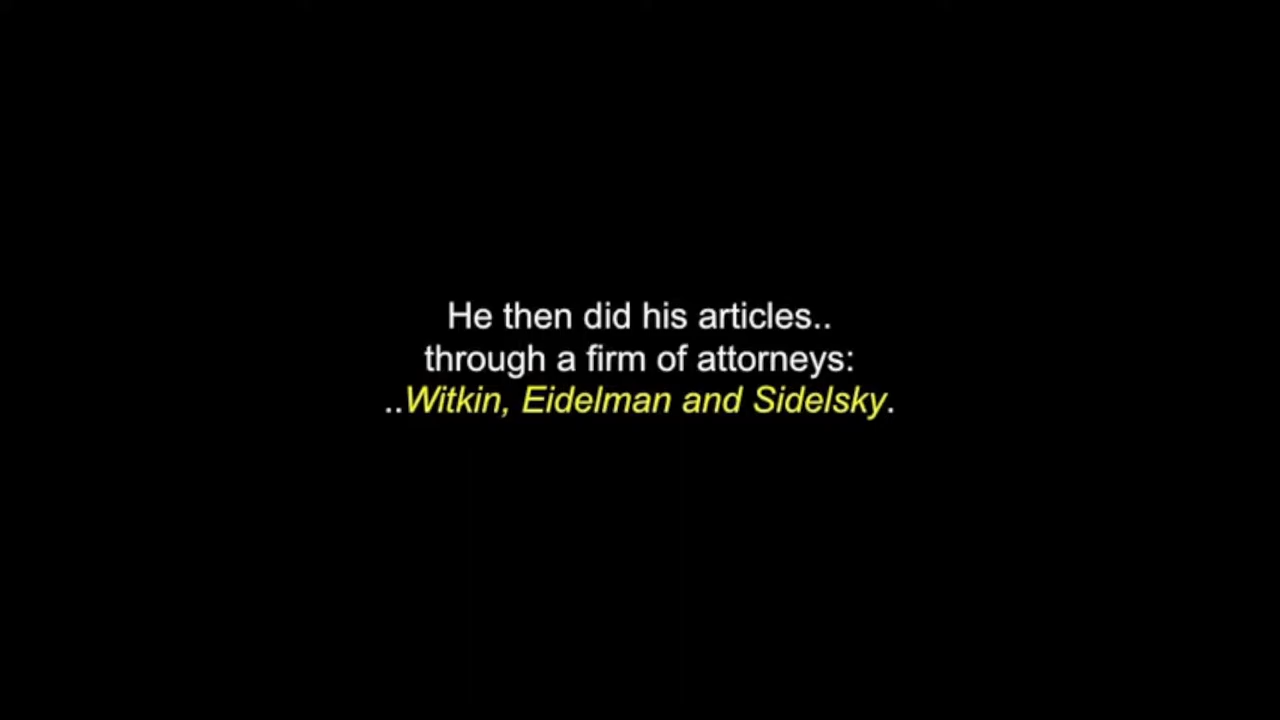 He then did his articles..
through a firm of attorneys:
..Witkin, Eidelman and Sidelsky.